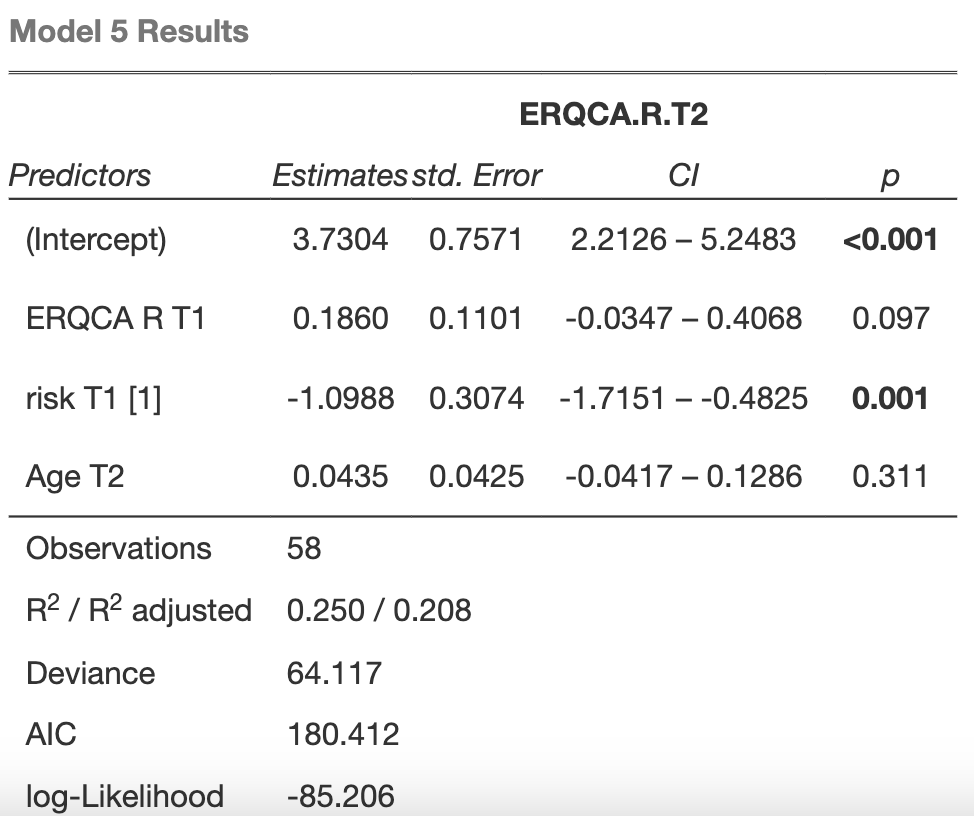 Model 5 Results
ERQCA.R.T2
Predictors Estimates std. Error CI p
(Intercept) 3.7304 0.7571 2.2126 – 5.2483 <0.001
ERQCA R T1 0.1860 0.1101 -0.0347 – 0.4068 0.097
risk T1 [1] -1.0988 0.3074 -1.7151 – -0.4825 0.001
Age T2 0.0435 0.0425 -0.0417 – 0.1286 0.311
Observations 58
R² / R² adjusted 0.250 / 0.208
Deviance 64.117
AIC 180.412
log-Likelihood -85.206